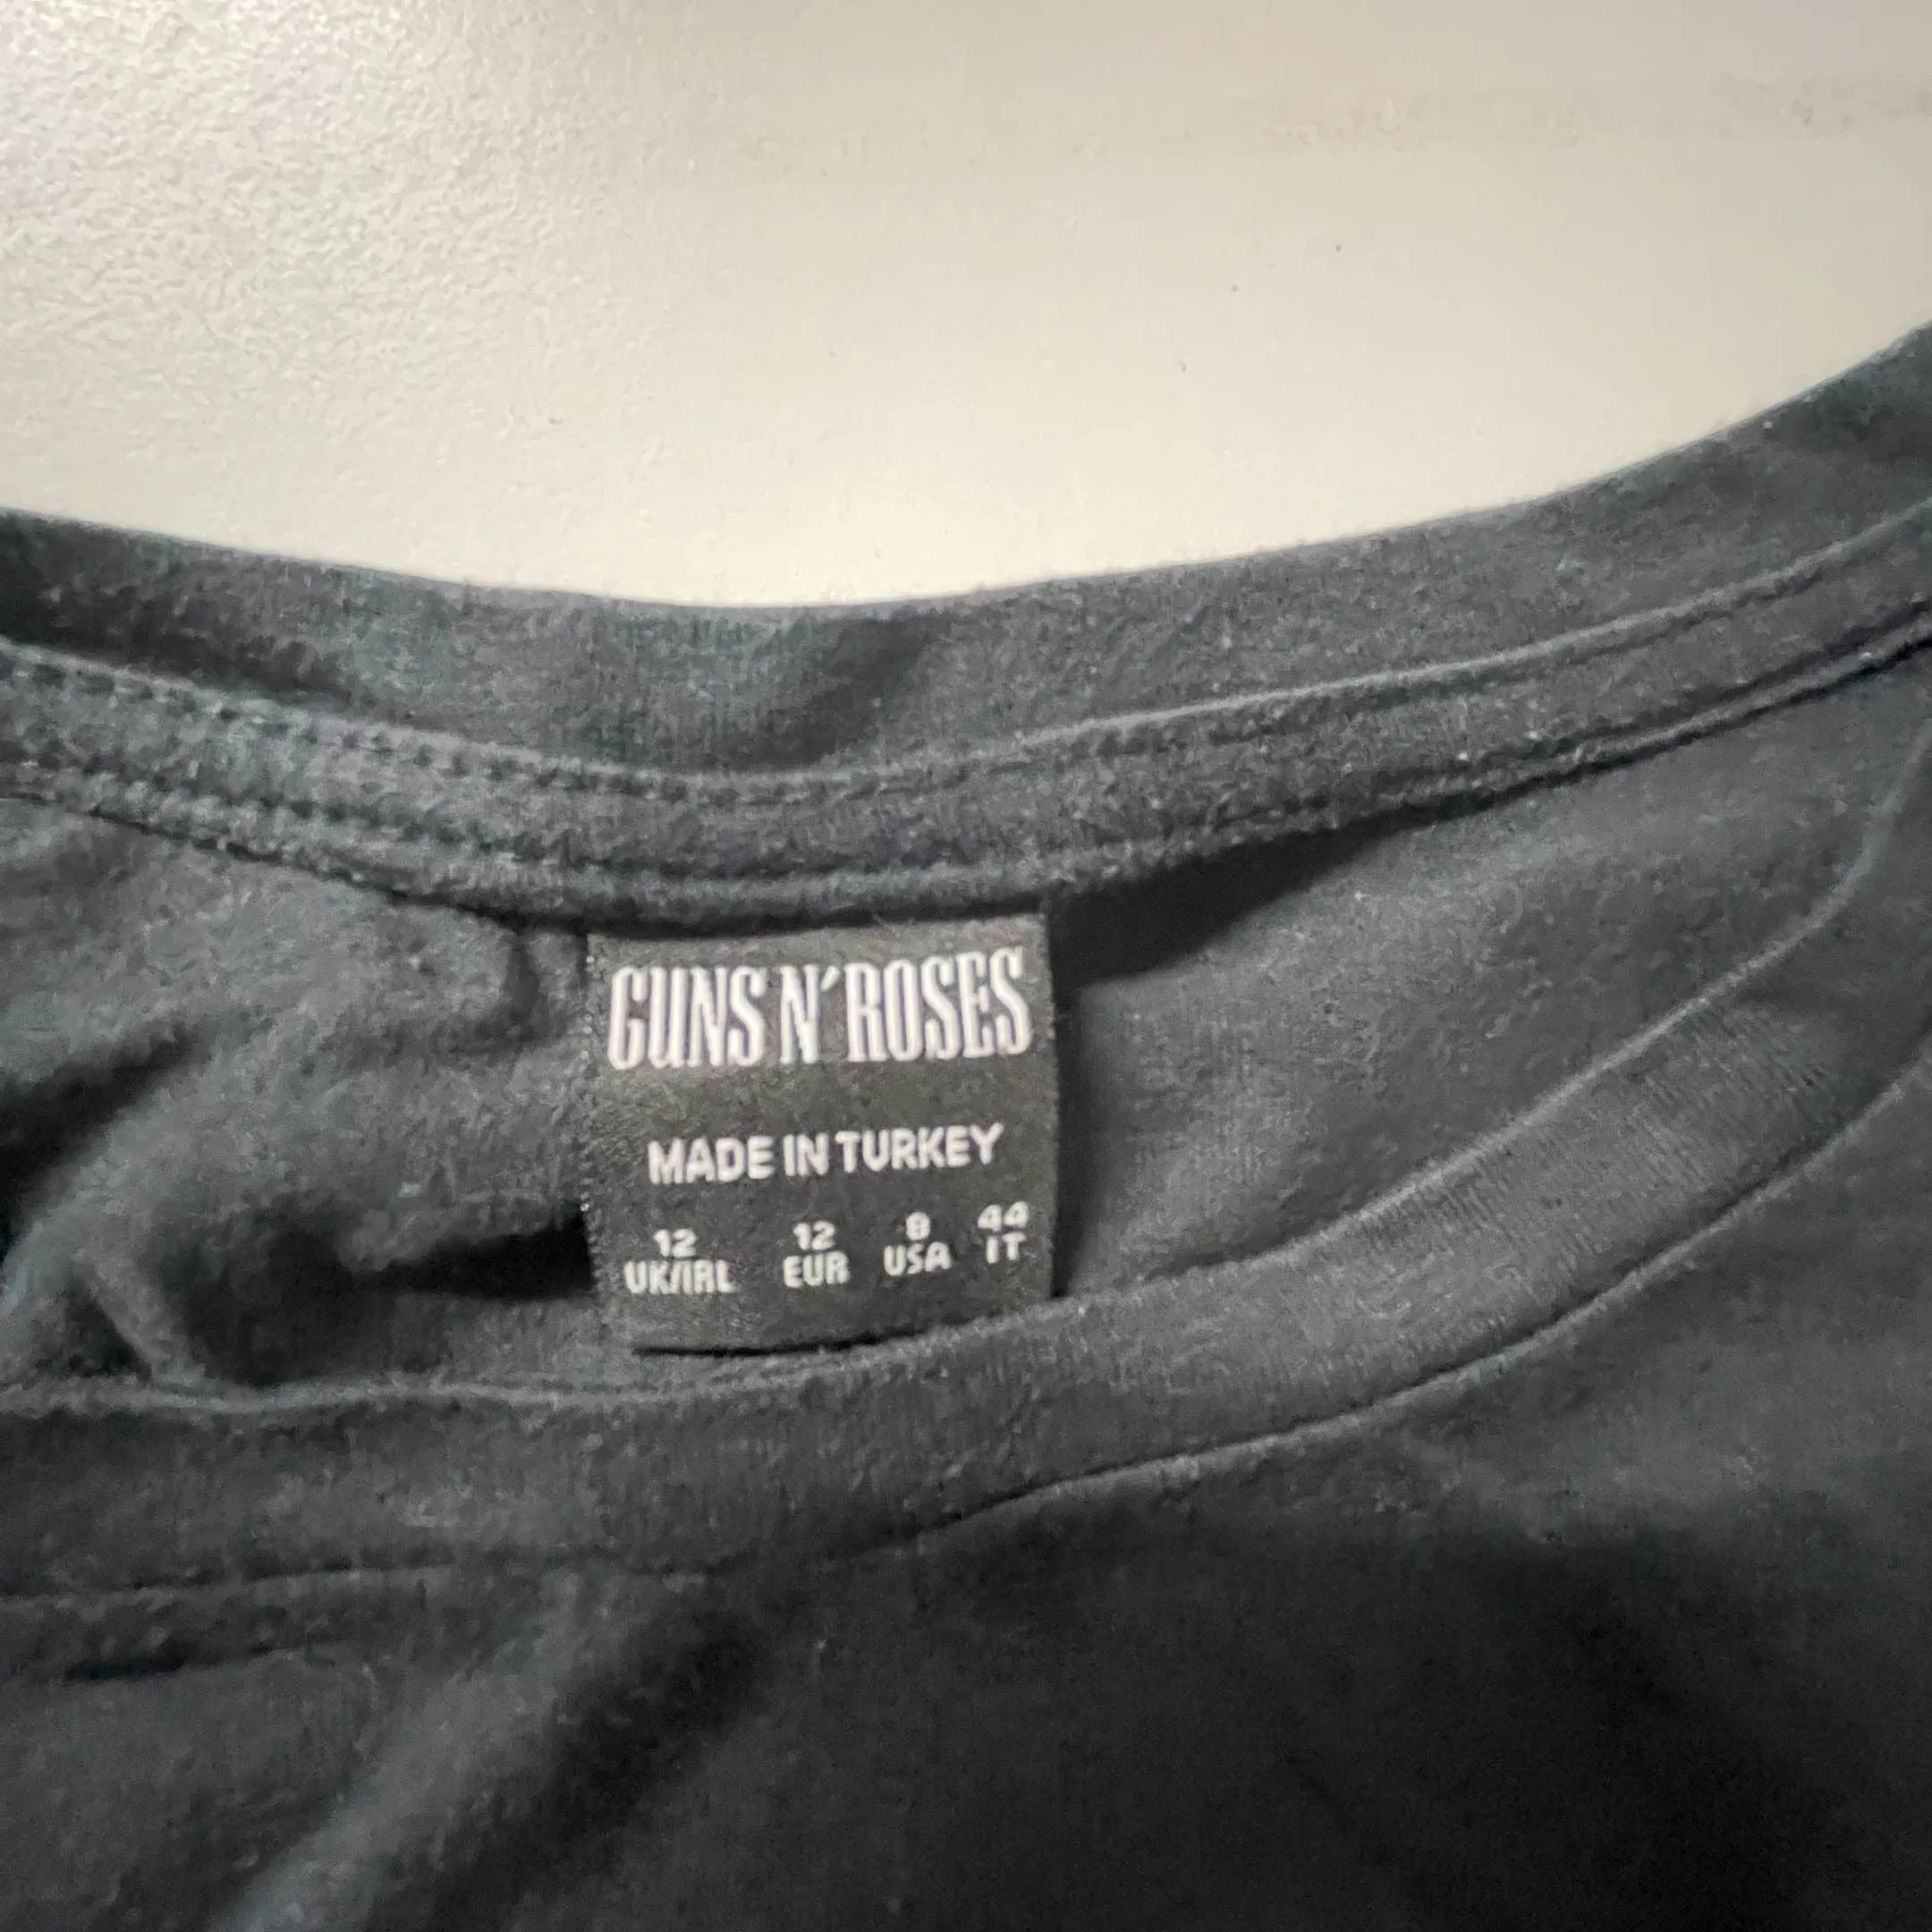 GUNS N' ROSES
MADE IN TURKEY
12 12 8 44
UK/IRL EUR USA IT